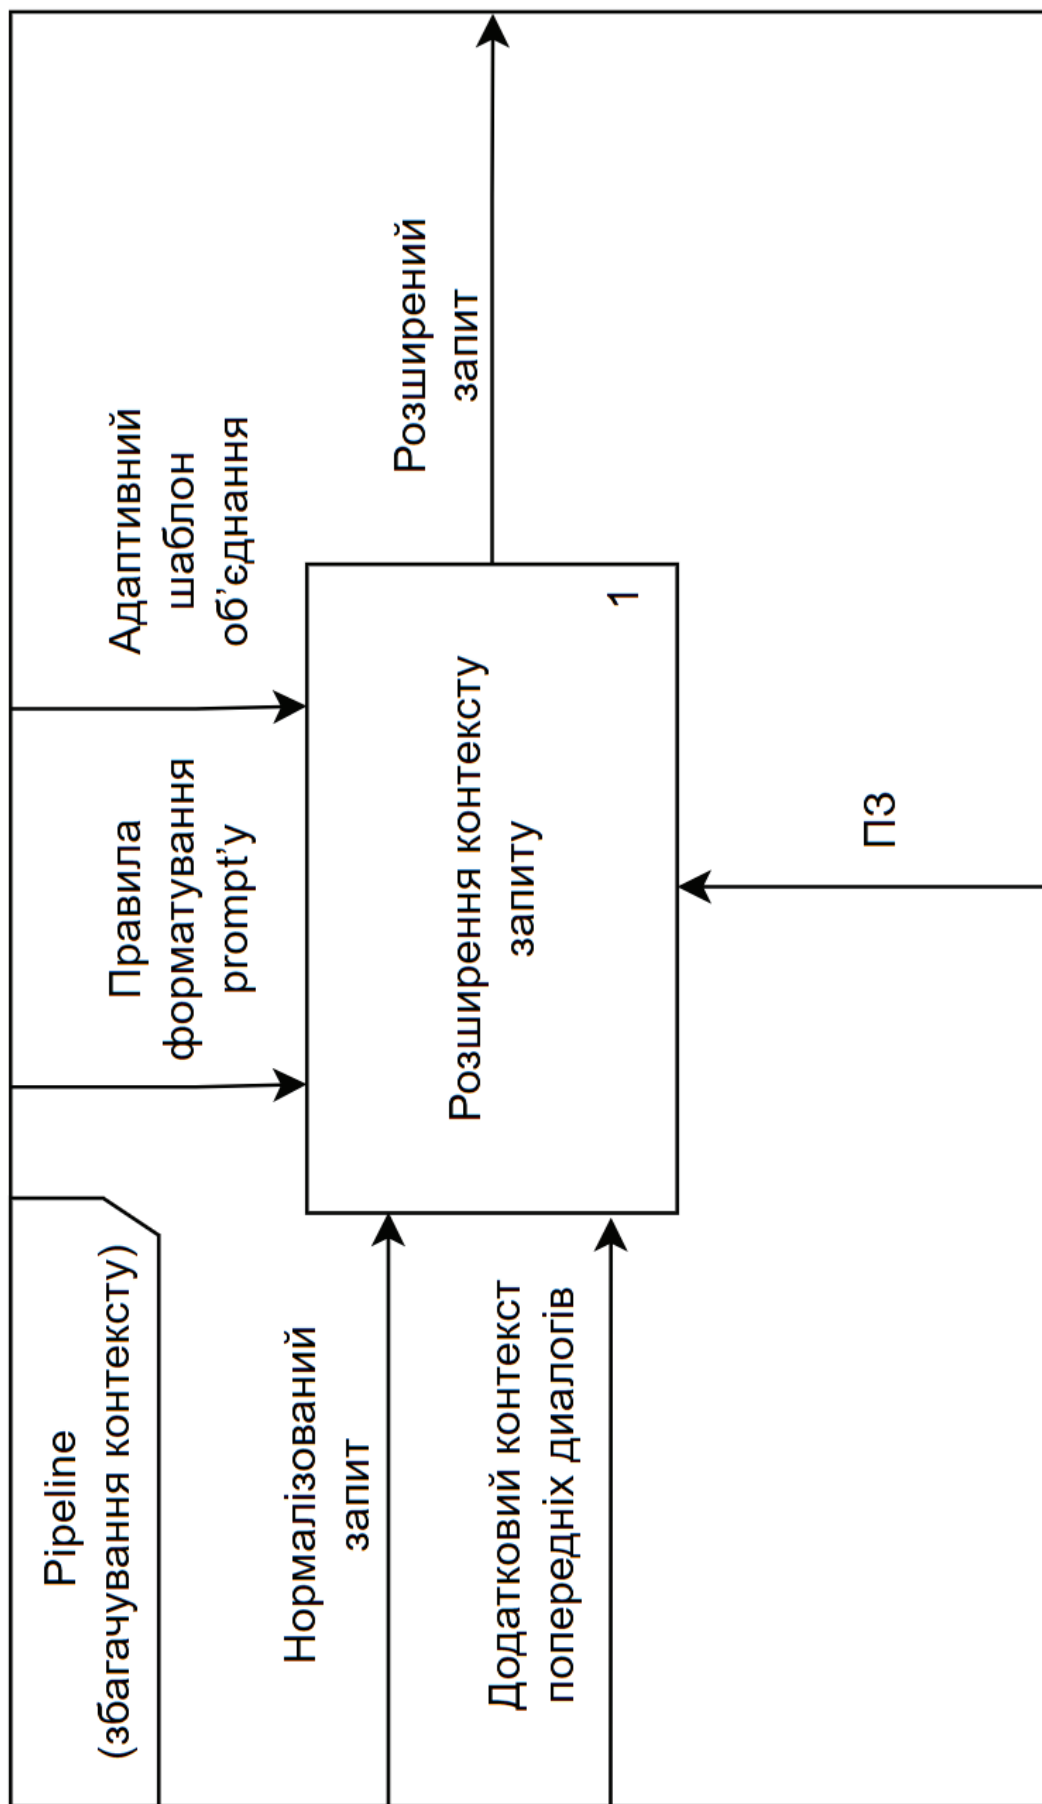 Pipeline
(збагачування контексту)
Правила
форматування
prompt'у
Адаптивний
шаблон
об'єднання
Нормалізований
запит
Додатковий контекст
попередніх диалогів
Розширення контексту
запиту
1
Розширений
запит
ПЗ